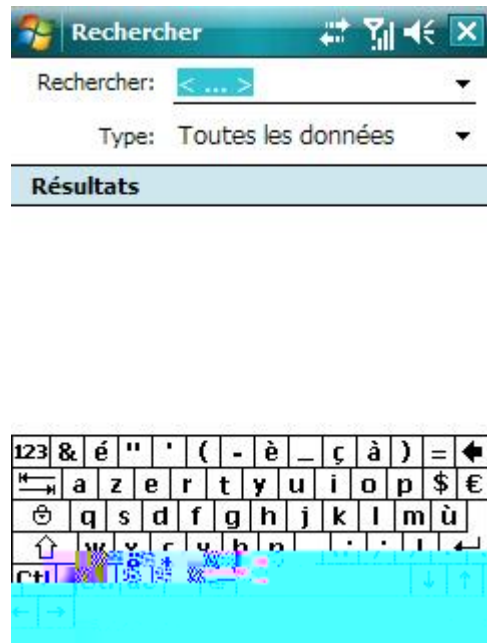 Rechercher
Rechercher: < ... >
Type: Toutes les données
Résultats
123 & é " ' ( - è _ ç à ) =
a z e r t y u i o p $ €
q s d f g h j k l m ù